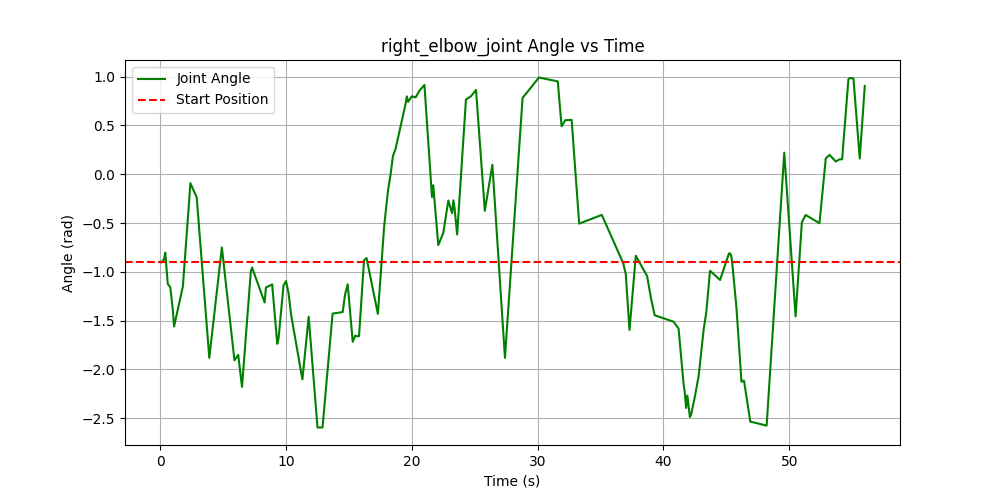 right_elbow_joint Angle vs Time
Joint Angle
Start Position
1.0
0.5
0.0
−0.5
−1.0
−1.5
−2.0
−2.5
Angle (rad)
0 10 20 30 40 50
Time (s)